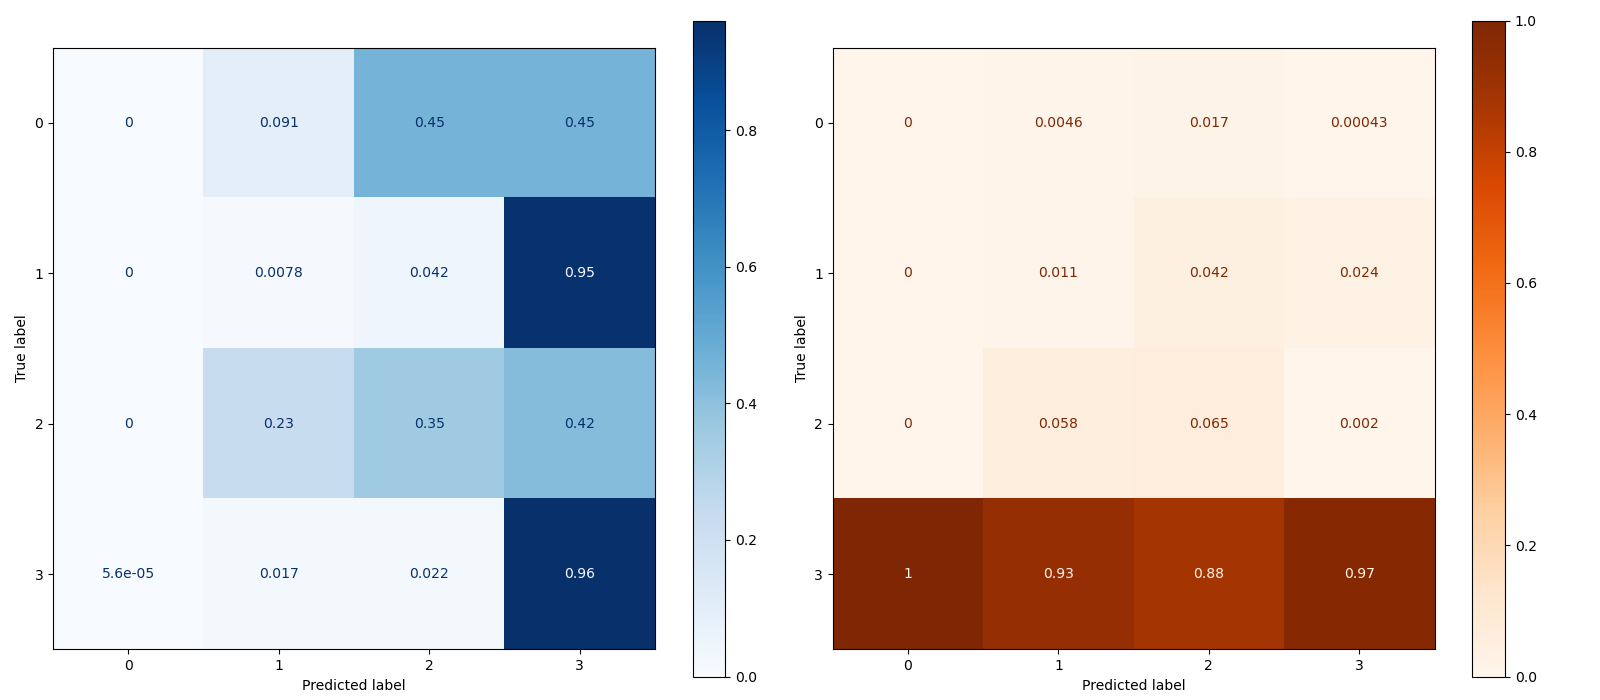 0 0 0.091 0.45 0.45
1 0 0.0078 0.042 0.95
2 0 0.23 0.35 0.42
3 5.6e-05 0.017 0.022 0.96
0 1 2 3
True label
Predicted label
0.8
0.6
0.4
0.2
0.0
0 0 0.0046 0.017 0.00043
1 0 0.011 0.042 0.024
2 0 0.058 0.065 0.002
3 1 0.93 0.88 0.97
0 1 2 3
True label
Predicted label
1.0
0.8
0.6
0.4
0.2
0.0